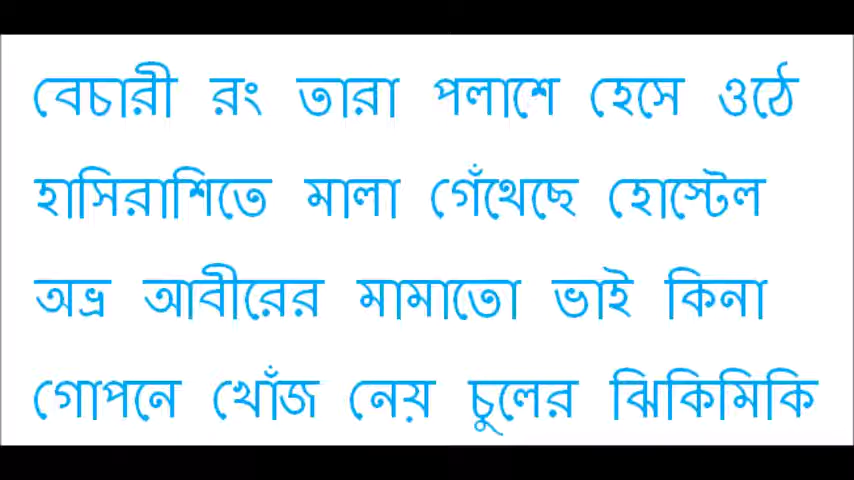 বেচারী রং তারা পলাশে হেসে ওঠে
হাসিরাশিতে মালা গেঁথেছে হোস্টেল
অভ্র আবীরের মামাতো ভাই কিনা
গোপনে খোঁজ নেয় চুলের ঝিকিমিকি